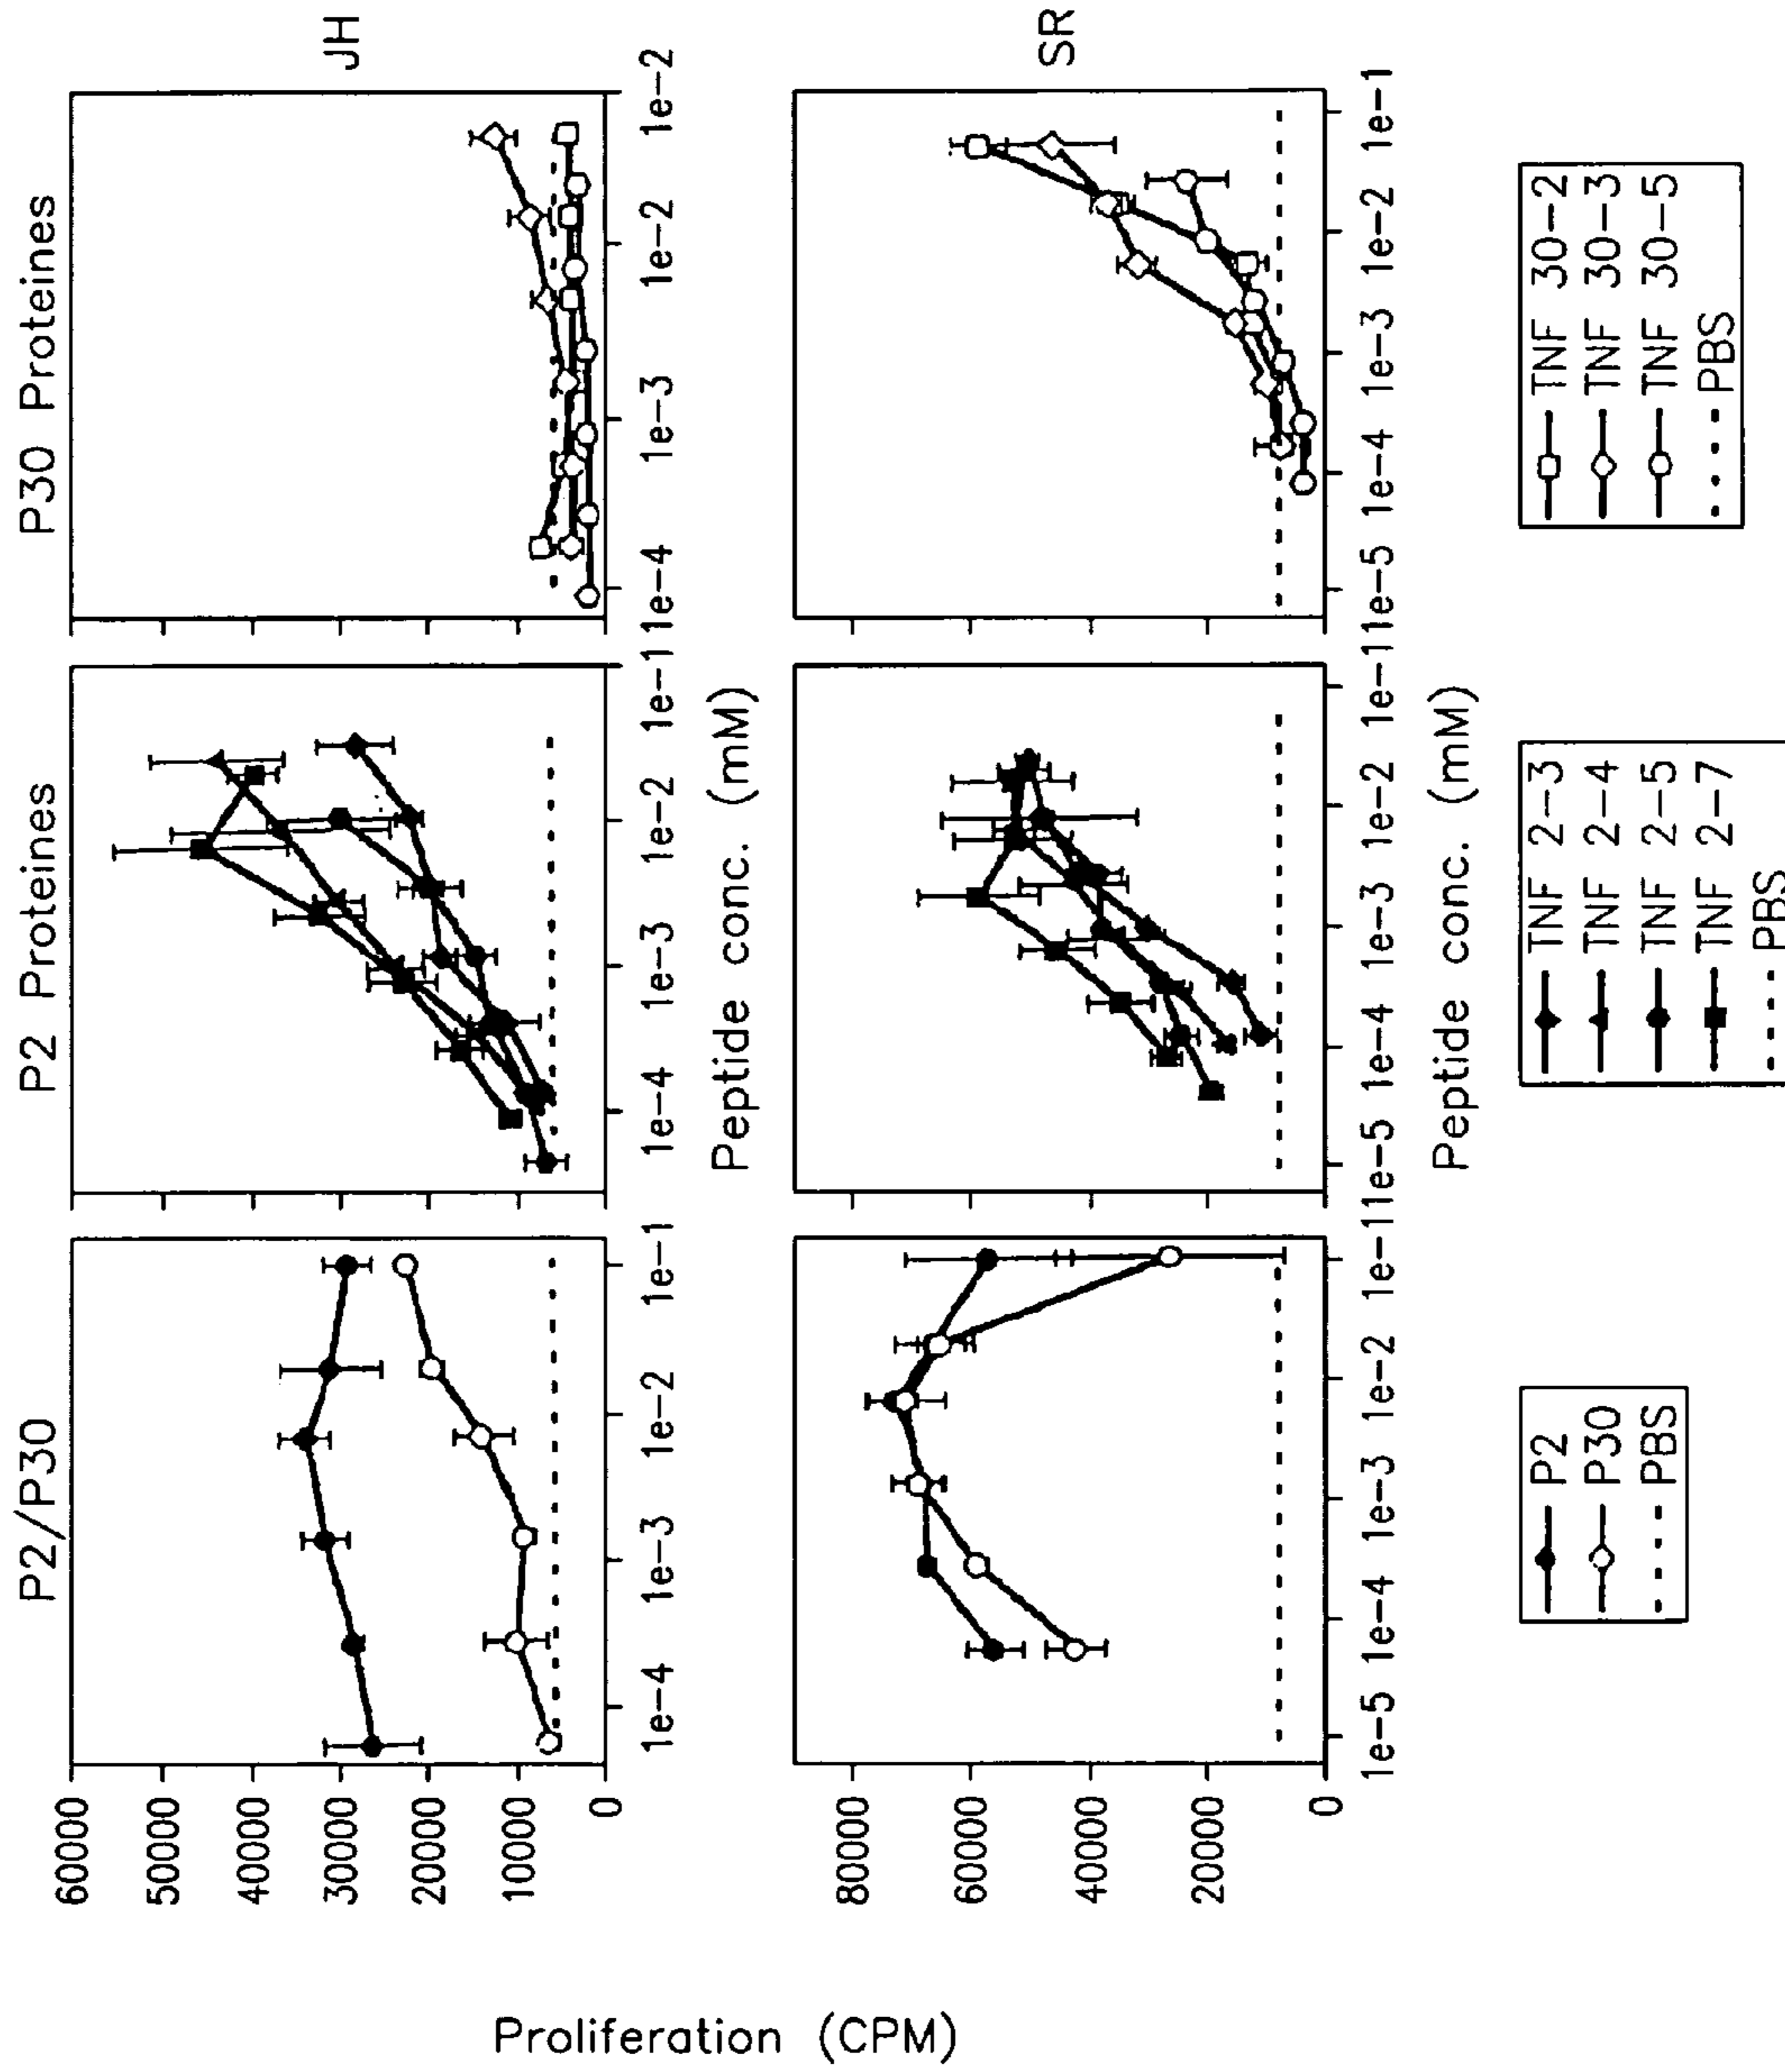 P2/P30
P2 Proteines
P30 Proteines
JH
60000
50000
40000
30000
20000
10000
0
1e-4 1e-3 1e-2 1e-1
1e-4 1e-3 1e-2 1e-1
1e-4 1e-3 1e-2 1e-2
Peptide conc. (mM)
Proliferation (CPM)
SR
80000
60000
40000
20000
0
1e-5 1e-4 1e-3 1e-2 1e-1
1e-5 1e-4 1e-3 1e-2 1e-1
1e-5 1e-4 1e-3 1e-2 1e-1
Peptide conc. (mM)
P2
P30
PBS
TNF 2-3
TNF 2-4
TNF 2-5
TNF 2-7
PBS
TNF 30-2
TNF 30-3
TNF 30-5
PBS